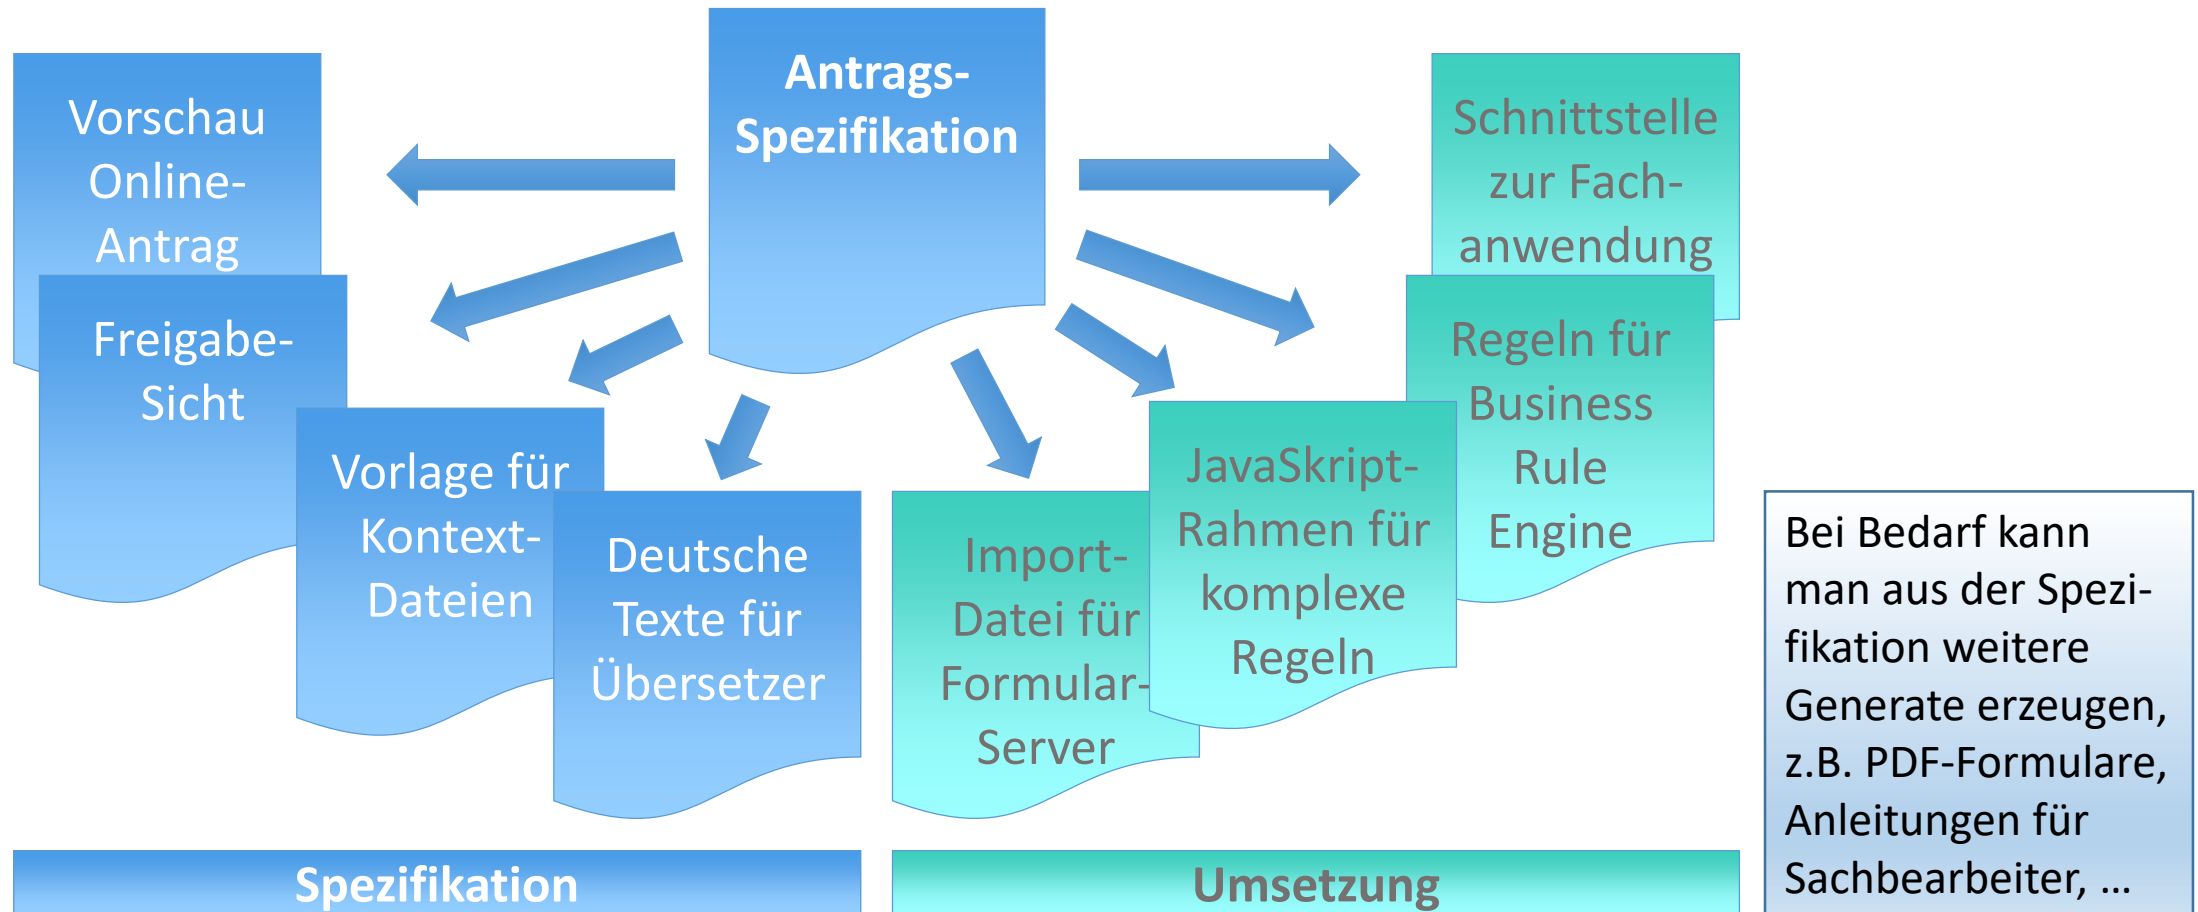 Antrags-
Spezifikation
Vorschau
Online-
Antrag
Freigabe-
Sicht
Vorlage für
Kontext-
Dateien
Deutsche
Texte für
Übersetzer
Import-
Datei für
Formular-
Server
JavaSkript-
Rahmen für
komplexe
Regeln
Regeln für
Business
Rule
Engine
Schnittstelle
zur Fach-
anwendung
Bei Bedarf kann
man aus der Spezi-
fikation weitere
Generate erzeugen,
z.B. PDF-Formulare,
Anleitungen für
Sachbearbeiter, ...
Spezifikation
Umsetzung